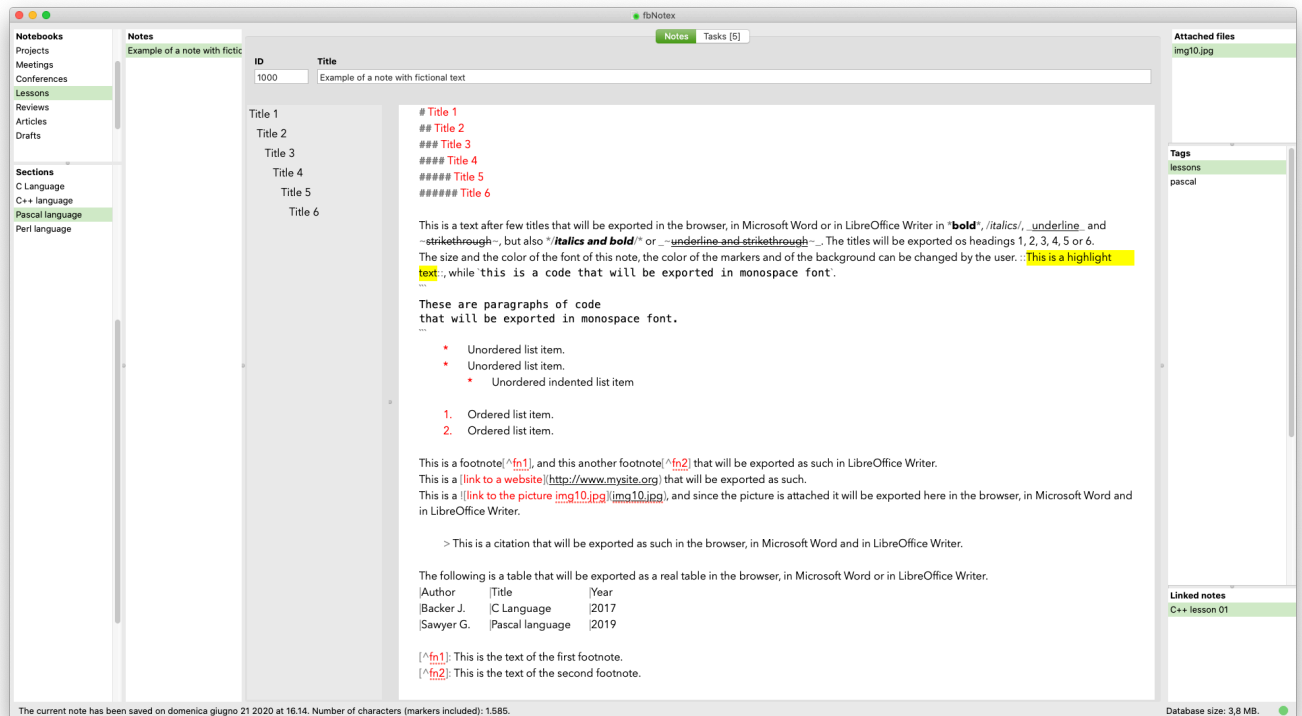 fbNotex
Notebooks
Projects
Meetings
Conferences
Lessons
Reviews
Articles
Drafts
Sections
C Language
C++ language
Pascal language
Perl language
Notes
Example of a note with fictic
Notes
Tasks [5]
ID
Title
1000
Example of a note with fictional text
Title 1
Title 2
Title 3
Title 4
Title 5
Title 6
# Title 1
## Title 2
### Title 3
#### Title 4
##### Title 5
###### Title 6
This is a text after few titles that will be exported in the browser, in Microsoft Word or in LibreOffice Writer in *bold*, /italics/, _underline_ and
~strikethrough~, but also */italics and bold/* or _~underline and strikethrough~_. The titles will be exported os headings 1, 2, 3, 4, 5 or 6.
The size and the color of the font of this note, the color of the markers and of the background can be changed by the user. ::This is a highlight
text::, while `this is a code that will be exported in monospace font`.
```
These are paragraphs of code
that will be exported in monospace font.
```
* Unordered list item.
* Unordered list item.
* Unordered indented list item
1. Ordered list item.
2. Ordered list item.
This is a footnote[^fn1], and this another footnote[^fn2] that will be exported as such in LibreOffice Writer.
This is a [link to a website](http://www.mysite.org) that will be exported as such.
This is a ![link to the picture img10.jpg](img10.jpg), and since the picture is attached it will be exported here in the browser, in Microsoft Word and
in LibreOffice Writer.
> This is a citation that will be exported as such in the browser, in Microsoft Word and in LibreOffice Writer.
The following is a table that will be exported as a real table in the browser, in Microsoft Word or in LibreOffice Writer.
|Author |Title |Year
|Backer J. |C Language |2017
|Sawyer G. |Pascal language |2019
[^fn1]: This is the text of the first footnote.
[^fn2]: This is the text of the second footnote.
Attached files
img10.jpg
Tags
lessons
pascal
Linked notes
C++ lesson 01
The current note has been saved on domenica giugno 21 2020 at 16.14. Number of characters (markers included): 1.585.
Database size: 3,8 MB.